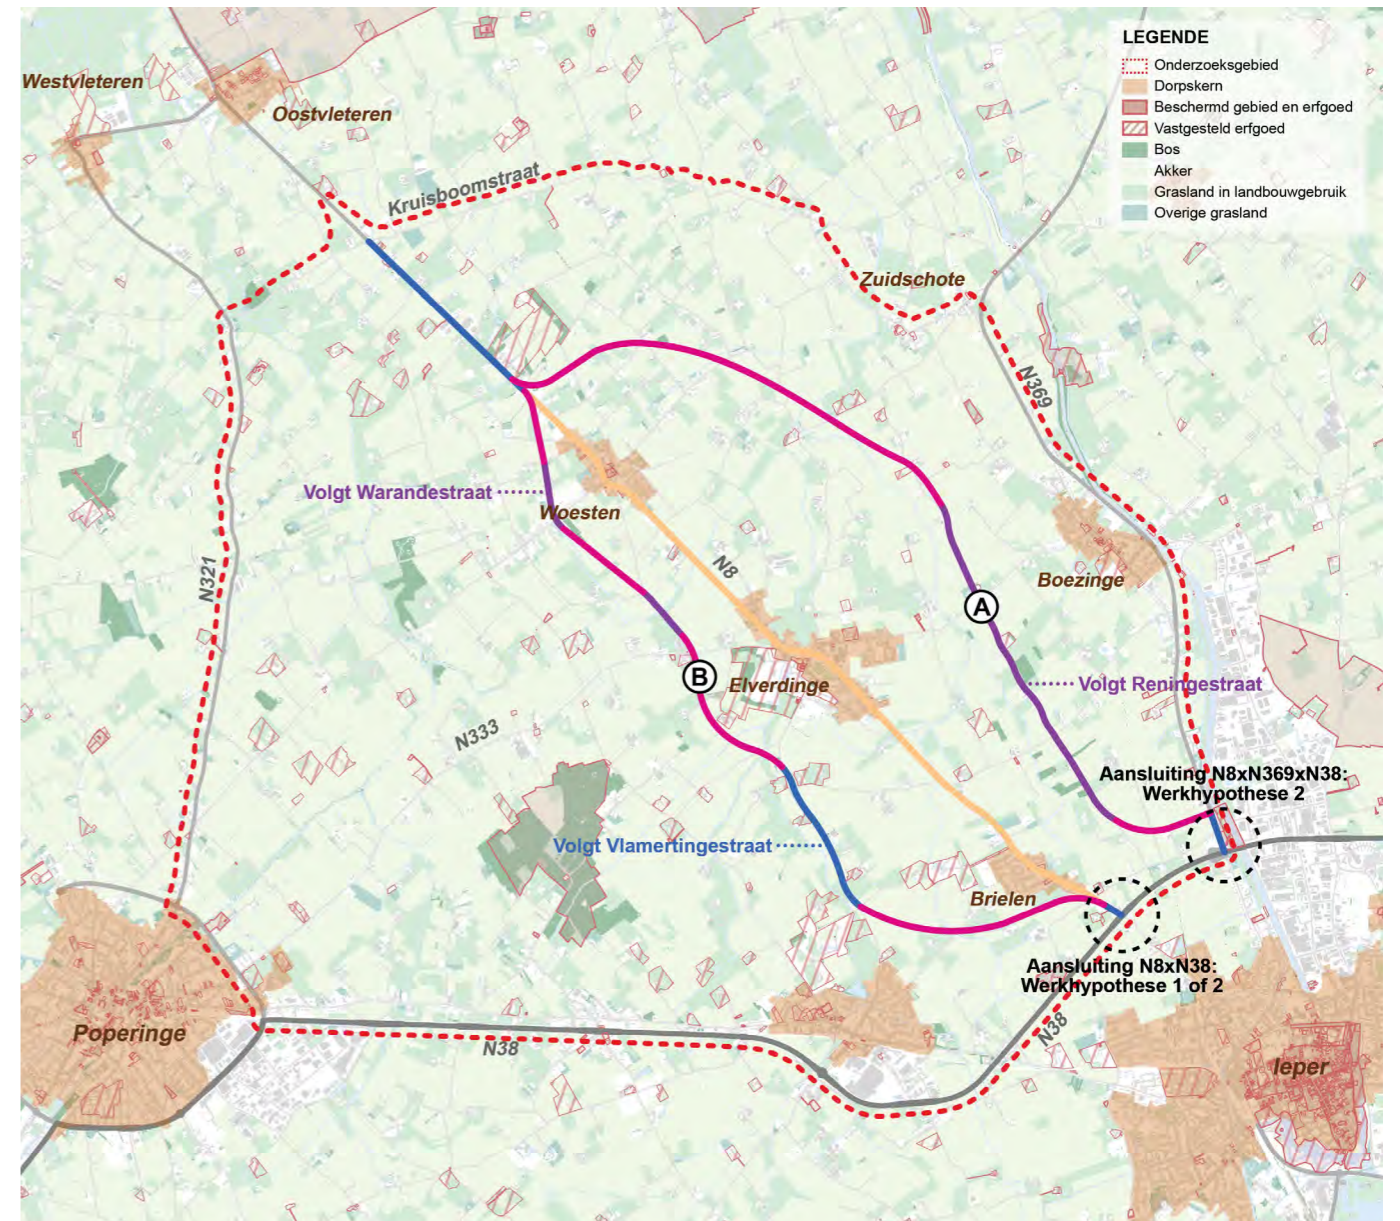 LEGENDE
Onderzoeksgebied
Dorpskern
Beschermd gebied en erfgoed
Vastgesteld erfgoed
Bos
Akker
Grasland in landbouwgebruik
Overige grasland
Westvleteren
Oostvleteren
Kruisboomstraat
Zuidschote
N369
Volgt Warandestraat
Woesten
N8
N321
Boezinge
A
B
Elverdinge
Volgt Reningestraat
N333
Aansluiting N8xN369xN38:
Werkhypothese 2
Volgt Vlamertingestraat
Brielen
Aansluiting N8xN38:
Werkhypothese 1 of 2
Poperinge
N38
N38
Ieper